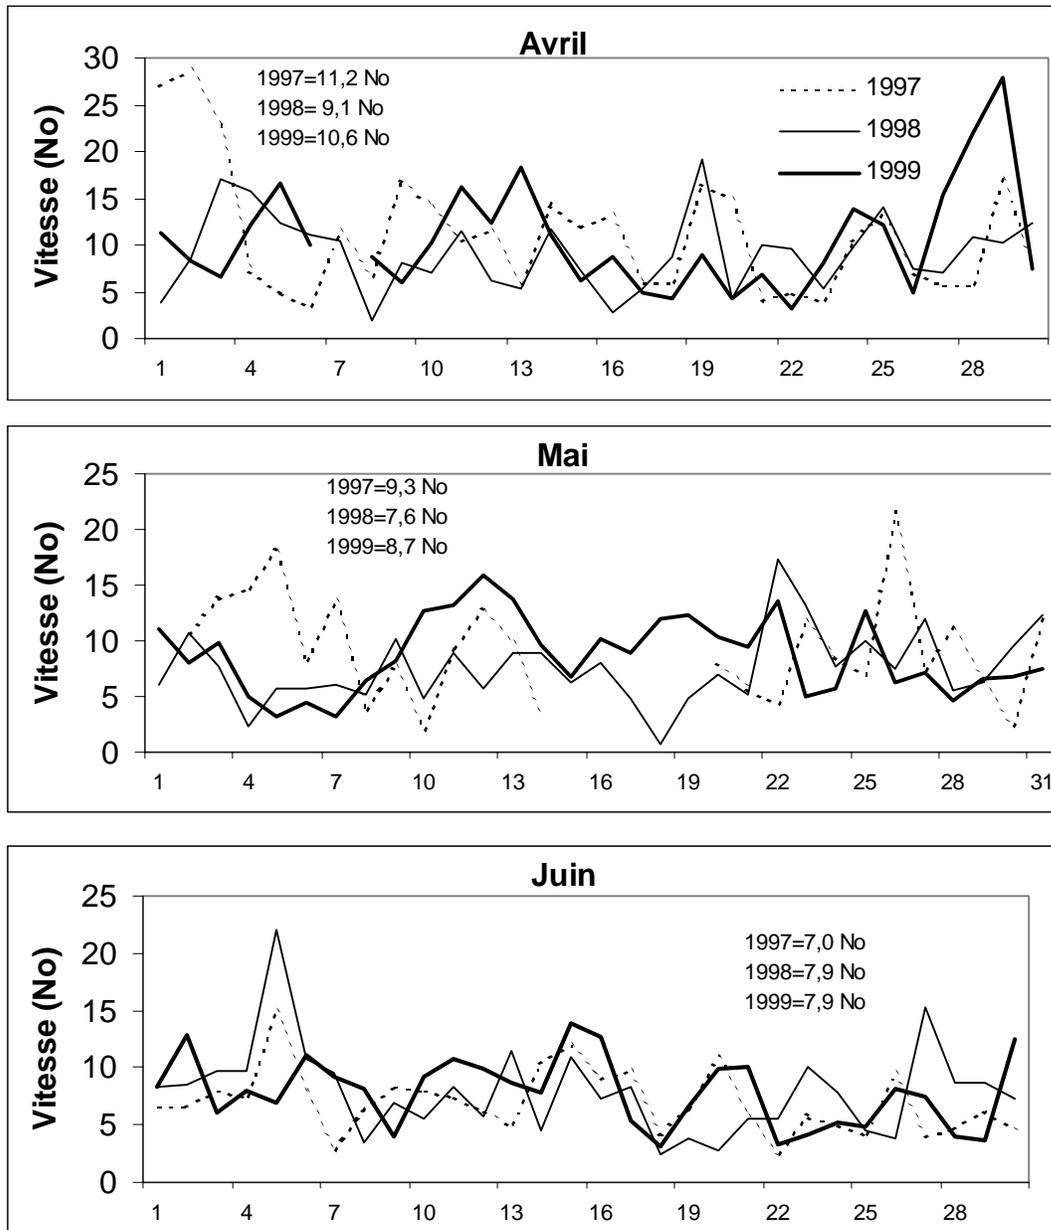 Avril
Vitesse (No)
30
25
20
15
10
5
0
1997=11,2 No
1998= 9,1 No
1999=10,6 No
1997
1998
1999
1 4 7 10 13 16 19 22 25 28
Mai
Vitesse (No)
25
20
15
10
5
0
1997=9,3 No
1998=7,6 No
1999=8,7 No
1 4 7 10 13 16 19 22 25 28 31
Juin
Vitesse (No)
25
20
15
10
5
0
1997=7,0 No
1998=7,9 No
1999=7,9 No
1 4 7 10 13 16 19 22 25 28